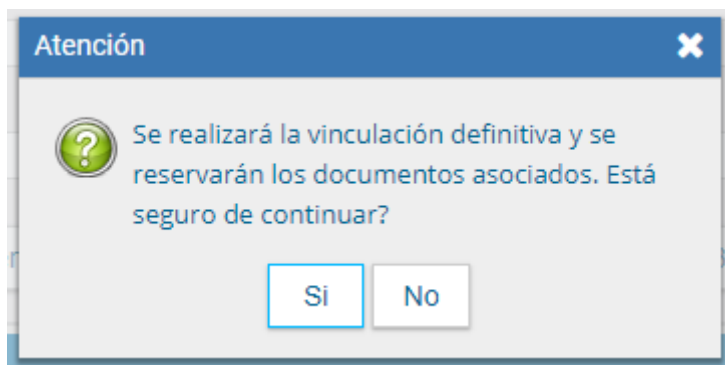 Atención
Se realizará la vinculación definitiva y se
reservarán los documentos asociados. Está
seguro de continuar?
Si
No